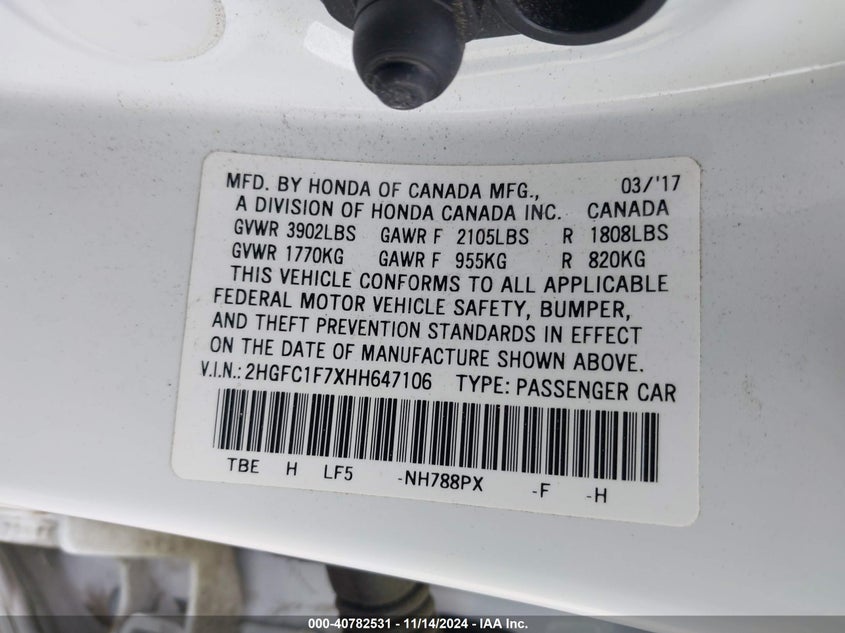 MFD. BY HONDA OF CANADA MFG., 03/'17
A DIVISION OF HONDA CANADA INC. CANADA
GVWR 3902LBS GAWR F 2105LBS R 1808LBS
GVWR 1770KG GAWR F 955KG R 820KG
THIS VEHICLE CONFORMS TO ALL APPLICABLE
FEDERAL MOTOR VEHICLE SAFETY, BUMPER,
AND THEFT PREVENTION STANDARDS IN EFFECT
ON THE DATE OF MANUFACTURE SHOWN ABOVE.
V.I.N.: 2HGFC1F7XHH647106 TYPE: PASSENGER CAR
TBE H LF5 -NH788PX -F -H
000-40782531 - 11/14/2024 - IAA Inc.